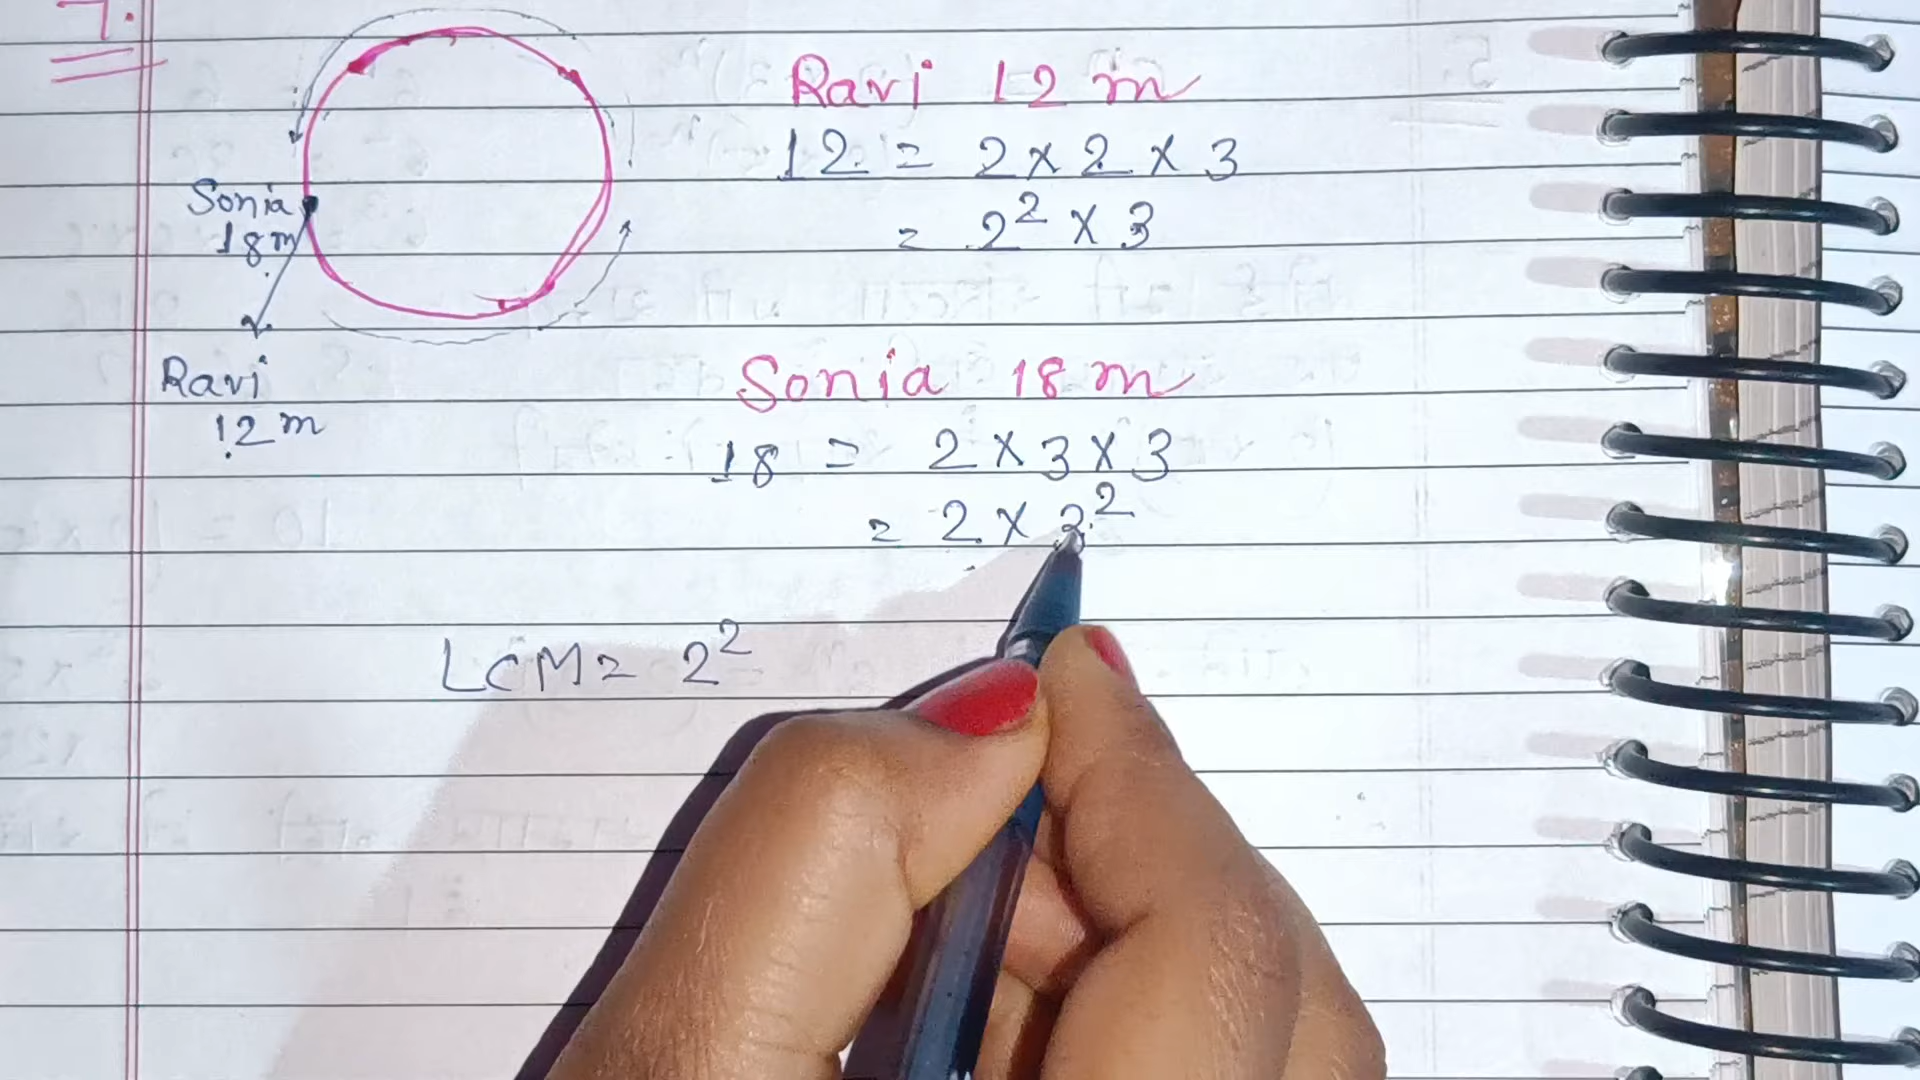 7.
Ravi 12 m
12 = 2 × 2 × 3
= 2² × 3
Sonia
18m
Ravi
12 m
Sonia 18 m
18 = 2 × 3 × 3
= 2 × 3²
LCM = 2²